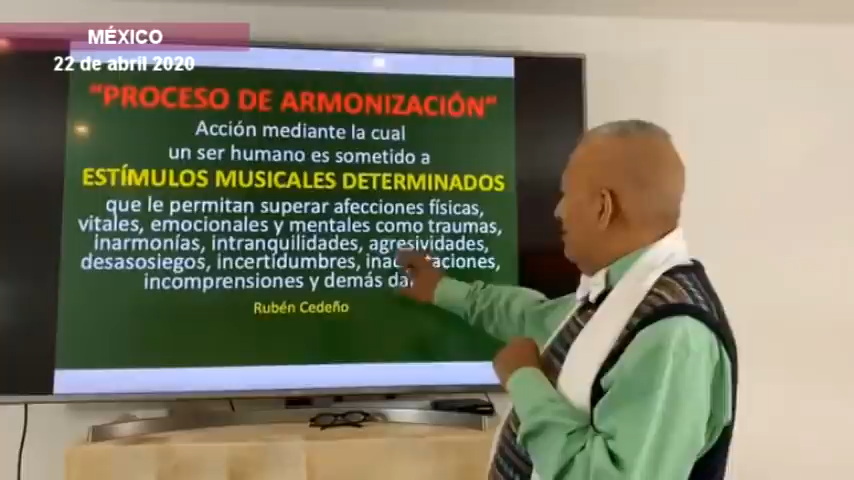 MÉXICO
22 de abril 2020
"PROCESO DE ARMONIZACIÓN"
Acción mediante la cual
un ser humano es sometido a
ESTÍMULOS MUSICALES DETERMINADOS
que le permitan superar afecciones físicas,
vitales, emocionales y mentales como traumas,
inarmonías, intranquilidades, agresividades,
desasosiegos, incertidumbres,
incomprensiones y demás
Rubén Cedeño